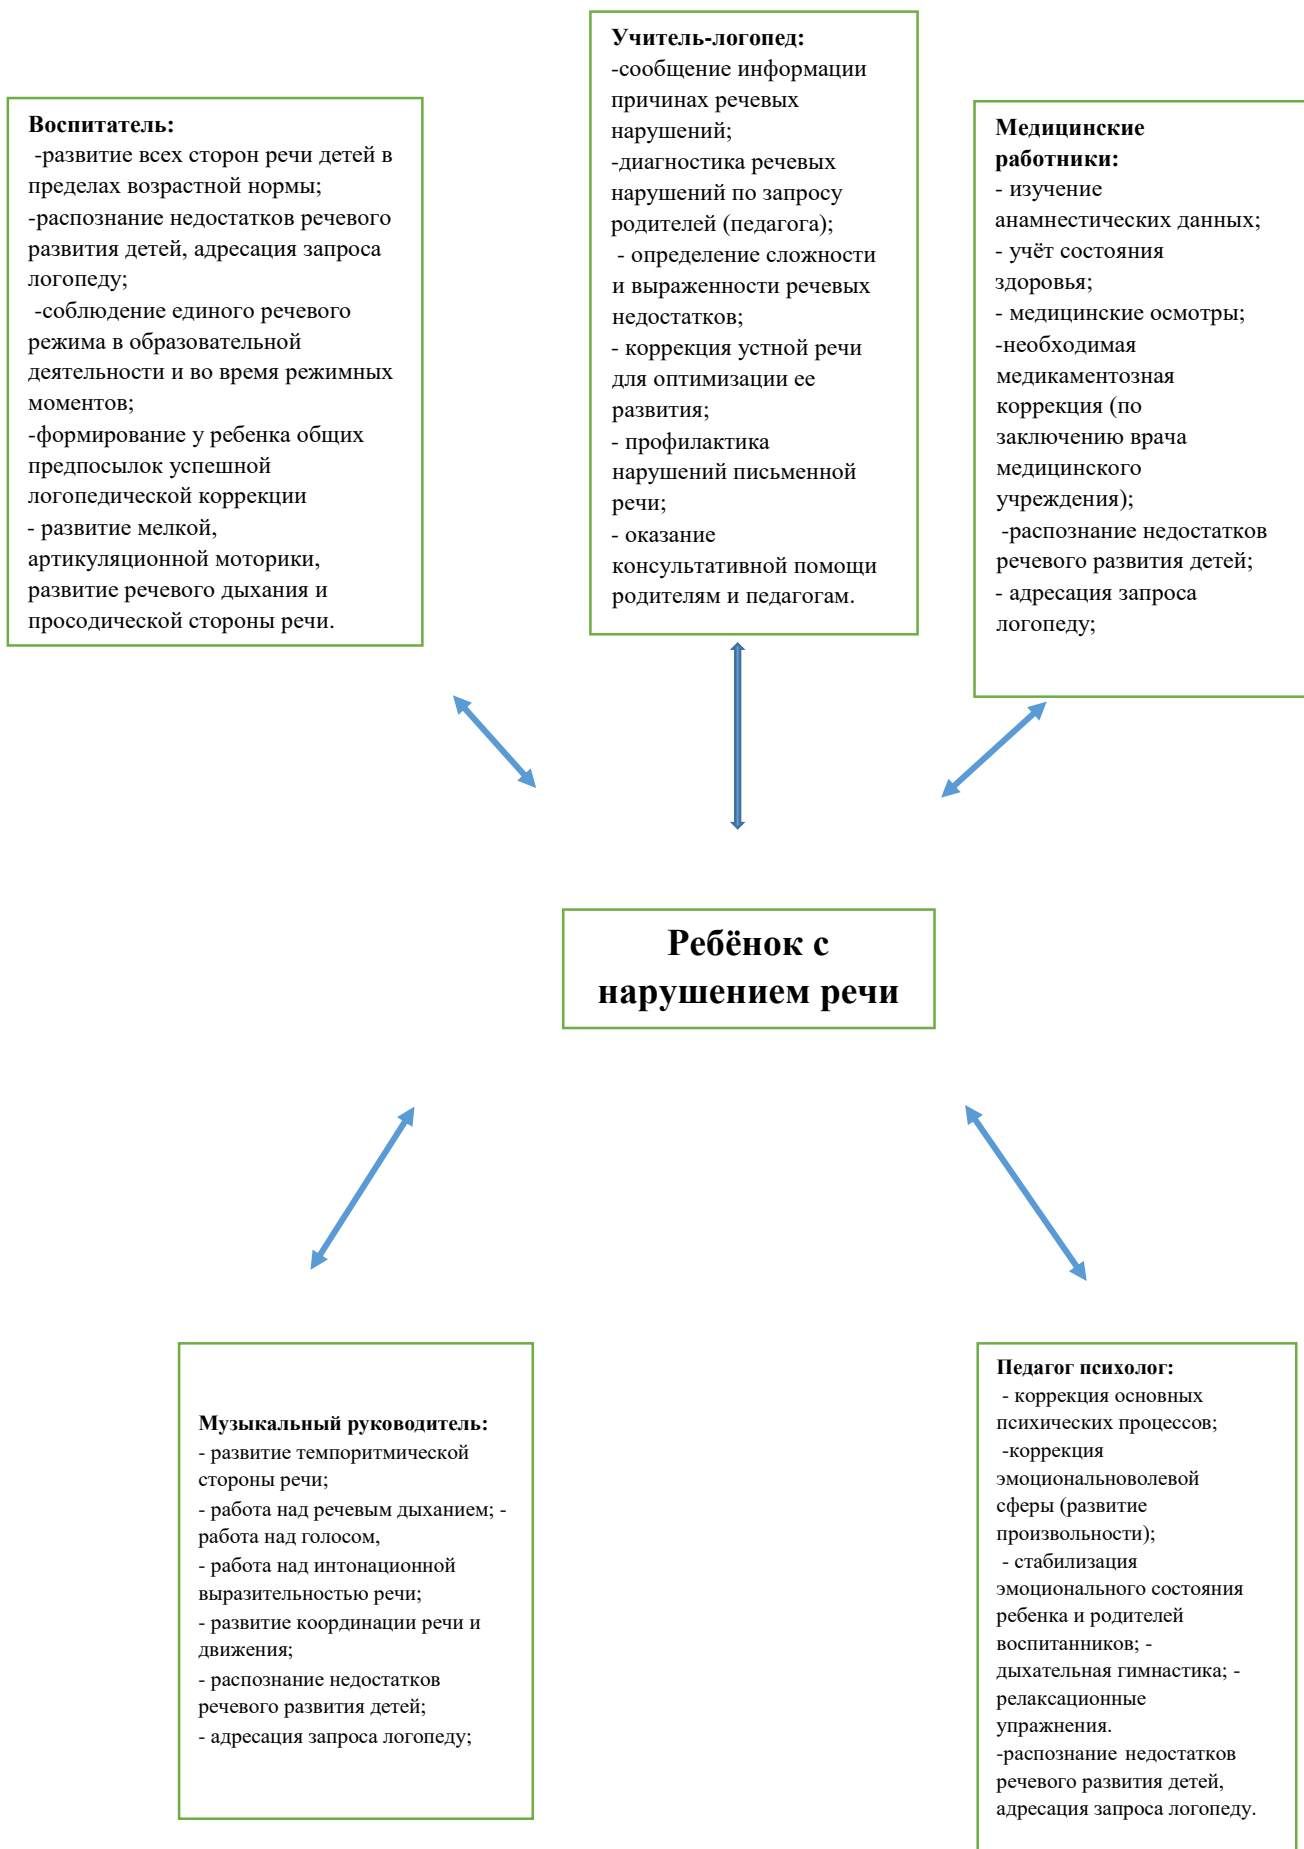 Учитель-логопед:
-сообщение информации
причинах речевых
нарушений;
-диагностика речевых
нарушений по запросу
родителей (педагога);
- определение сложности
и выраженности речевых
недостатков;
- коррекция устной речи
для оптимизации ее
развития;
- профилактика
нарушений письменной
речи;
- оказание
консультативной помощи
родителям и педагогам.
Воспитатель:
-развитие всех сторон речи детей в
пределах возрастной нормы;
-распознание недостатков речевого
развития детей, адресация запроса
логопеду;
-соблюдение единого речевого
режима в образовательной
деятельности и во время режимных
моментов;
-формирование у ребенка общих
предпосылок успешной
логопедической коррекции
- развитие мелкой,
артикуляционной моторики,
развитие речевого дыхания и
просодической стороны речи.
Медицинские
работники:
- изучение
анамнестических данных;
- учёт состояния
здоровья;
- медицинские осмотры;
-необходимая
медикаментозная
коррекция (по
заключению врача
медицинского
учреждения);
-распознание недостатков
речевого развития детей;
- адресация запроса
логопеду;
Ребёнок с
нарушением речи
Музыкальный руководитель:
- развитие темпоритмической
стороны речи;
- работа над речевым дыханием; -
работа над голосом,
- работа над интонационной
выразительностью речи;
- развитие координации речи и
движения;
- распознание недостатков
речевого развития детей;
- адресация запроса логопеду;
Педагог психолог:
- коррекция основных
психических процессов;
-коррекция
эмоциональноволевой
сферы (развитие
произвольности);
- стабилизация
эмоционального состояния
ребенка и родителей
воспитанников; -
дыхательная гимнастика; -
релаксационные
упражнения.
-распознание недостатков
речевого развития детей,
адресация запроса логопеду.